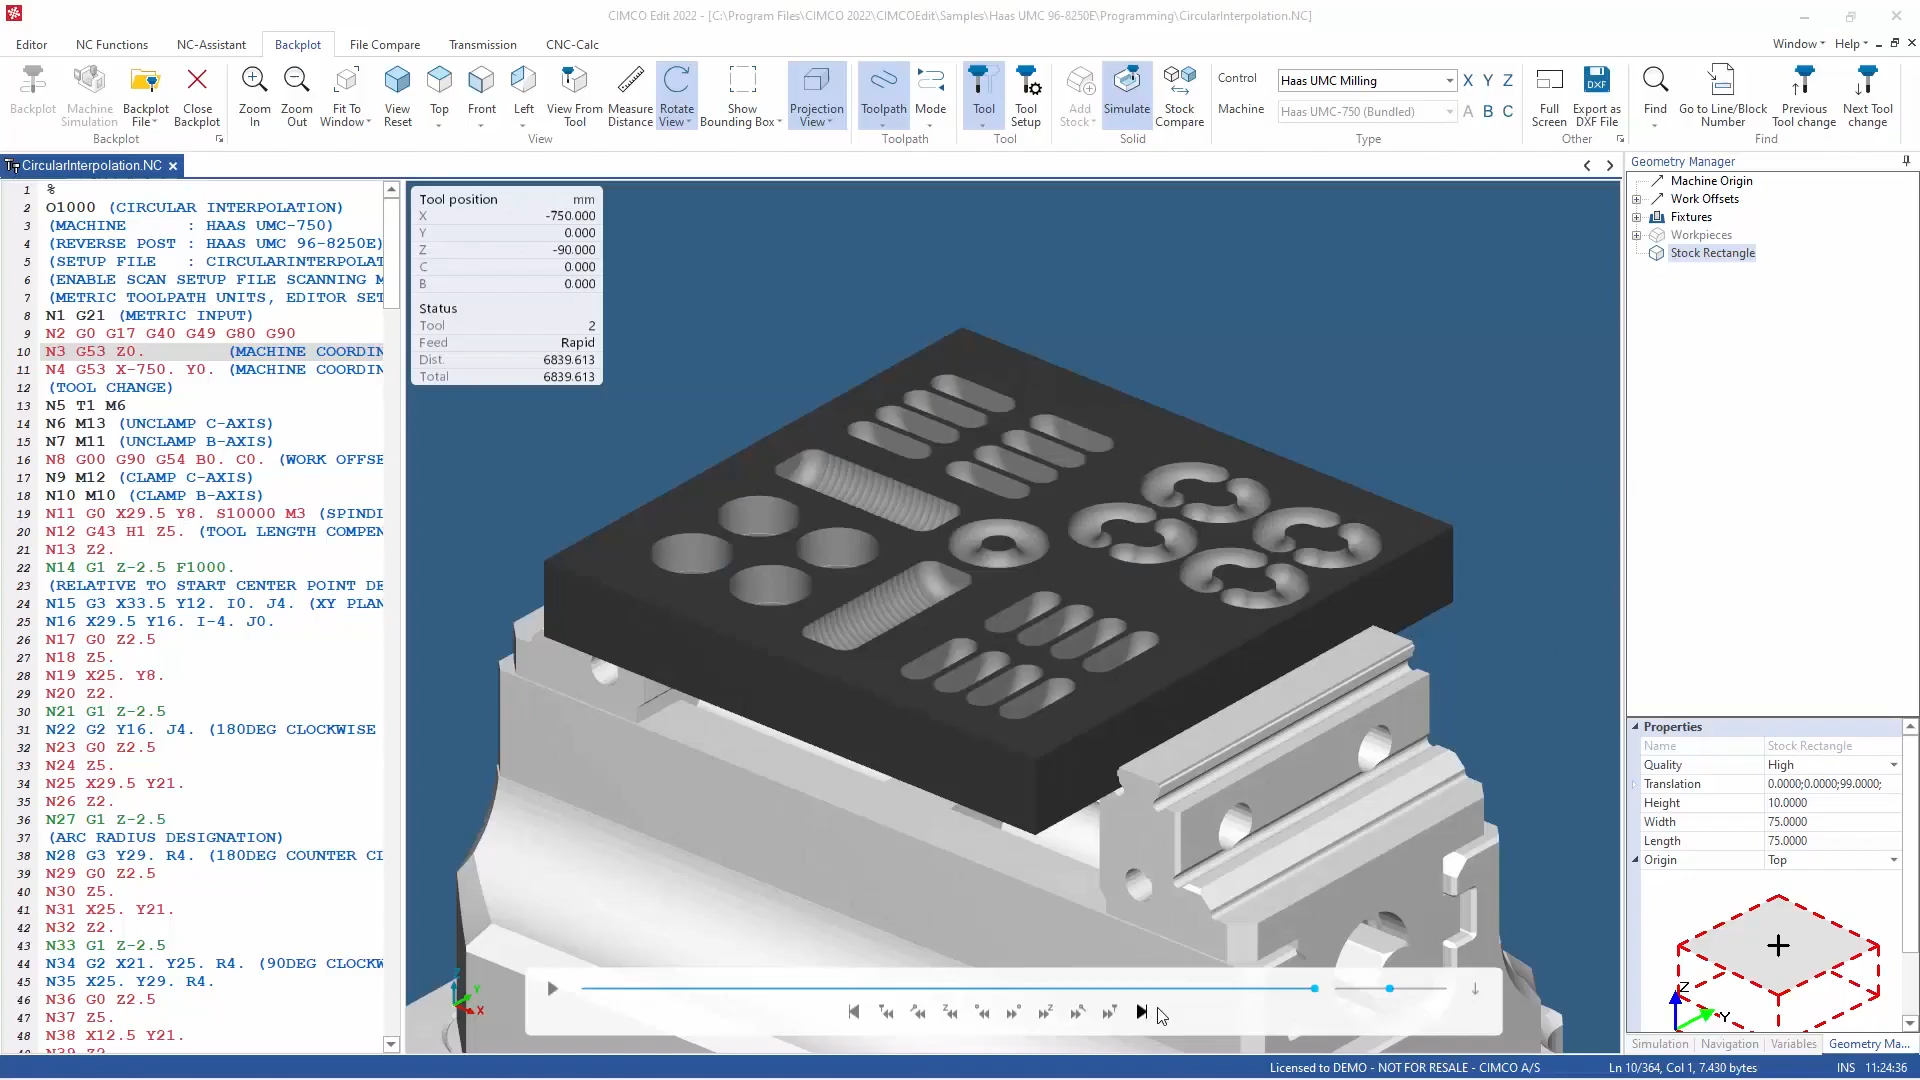 CIMCO Edit 2022 - [C:\Program Files\CIMCO 2022\CIMCOEdit\Samples\Haas UMC 96-8250E\Programming\CircularInterpolation.NC]
Editor NC Functions NC-Assistant Backplot File Compare Transmission CNC-Calc Window Help
Backplot
Machine Simulation
Backplot File
Close Backplot
Backplot
Zoom In
Zoom Out
Fit To Window
View Reset
Top
Front
Left
View From Tool
Measure Distance
Rotate View
Show Bounding Box
Projection View
View
Toolpath
Mode
Toolpath
Tool
Tool Setup
Tool
Add Stock
Simulate
Stock Compare
Solid
Control Haas UMC Milling X Y Z
Machine Haas UMC-750 (Bundled) A B C
Type
Full Screen
Export as DXF File
DXF
Other
Find
Go to Line/Block Number
Previous Tool change
Next Tool change
Find
CircularInterpolation.NC
1 %
2 O1000 (CIRCULAR INTERPOLATION)
3 (MACHINE : HAAS UMC-750)
4 (REVERSE POST : HAAS UMC 96-8250E)
5 (SETUP FILE : CIRCULARINTERPOLAT
6 (ENABLE SCAN SETUP FILE SCANNING M
7 (METRIC TOOLPATH UNITS, EDITOR SET
8 N1 G21 (METRIC INPUT)
9 N2 G0 G17 G40 G49 G80 G90
10 N3 G53 Z0. (MACHINE COORDIN
11 N4 G53 X-750. Y0. (MACHINE COORDIN
12 (TOOL CHANGE)
13 N5 T1 M6
14 N6 M13 (UNCLAMP C-AXIS)
15 N7 M11 (UNCLAMP B-AXIS)
16 N8 G00 G90 G54 B0. C0. (WORK OFFSE
17 N9 M12 (CLAMP C-AXIS)
18 N10 M10 (CLAMP B-AXIS)
19 N11 G0 X29.5 Y8. S10000 M3 (SPINDI
20 N12 G43 H1 Z5. (TOOL LENGTH COMPEN
21 N13 Z2.
22 N14 G1 Z-2.5 F1000.
23 (RELATIVE TO START CENTER POINT DE
24 N15 G3 X33.5 Y12. I0. J4. (XY PLAN
25 N16 X29.5 Y16. I-4. J0.
26 N17 G0 Z2.5
27 N18 Z5.
28 N19 X25. Y8.
29 N20 Z2.
30 N21 G1 Z-2.5
31 N22 G2 Y16. J4. (180DEG CLOCKWISE
32 N23 G0 Z2.5
33 N24 Z5.
34 N25 X29.5 Y21.
35 N26 Z2.
36 N27 G1 Z-2.5
37 (ARC RADIUS DESIGNATION)
38 N28 G3 Y29. R4. (180DEG COUNTER CI
39 N29 G0 Z2.5
40 N30 Z5.
41 N31 X25. Y21.
42 N32 Z2.
43 N33 G1 Z-2.5
44 N34 G2 X21. Y25. R4. (90DEG CLOCKW
45 N35 X25. Y29. R4.
46 N36 G0 Z2.5
47 N37 Z5.
48 N38 X12.5 Y21.
Tool position mm
X -750.000
Y 0.000
Z -90.000
C 0.000
B 0.000
Status
Tool 2
Feed Rapid
Dist. 6839.613
Total 6839.613
Y
X
Geometry Manager
Machine Origin
Work Offsets
Fixtures
Workpieces
Stock Rectangle
Properties
Name Stock Rectangle
Quality High
Translation 0.0000;0.0000;99.0000;
Height 10.0000
Width 75.0000
Length 75.0000
Origin Top
Z
Y
Simulation Navigation Variables Geometry Ma...
Licensed to DEMO - NOT FOR RESALE - CIMCO A/S Ln 10/364, Col 1, 7.430 bytes INS 11:24:36